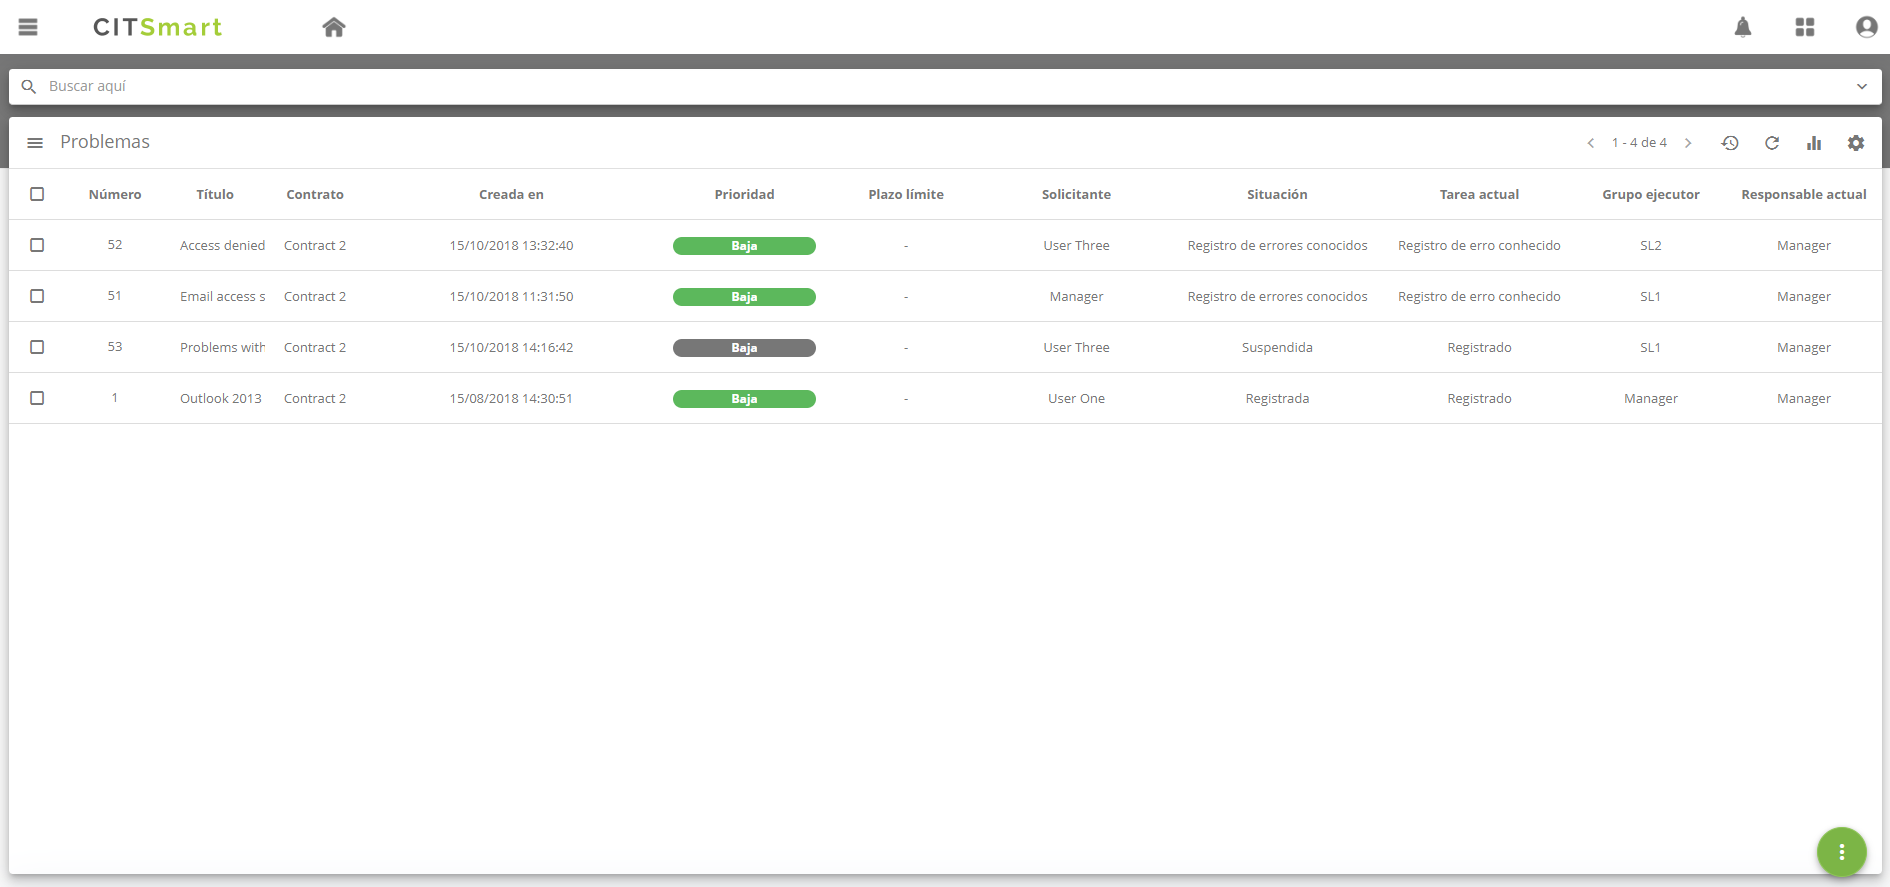 CITSmart
Buscar aquí
Problemas
1 - 4 de 4
Número Título Contrato Creada en Prioridad Plazo límite Solicitante Situación Tarea actual Grupo ejecutor Responsable actual
52 Access denied Contract 2 15/10/2018 13:32:40 Baja - User Three Registro de errores conocidos Registro de erro conhecido SL2 Manager
51 Email access s Contract 2 15/10/2018 11:31:50 Baja - Manager Registro de errores conocidos Registro de erro conhecido SL1 Manager
53 Problems with Contract 2 15/10/2018 14:16:42 Baja - User Three Suspendida Registrado SL1 Manager
1 Outlook 2013 Contract 2 15/08/2018 14:30:51 Baja - User One Registrada Registrado Manager Manager